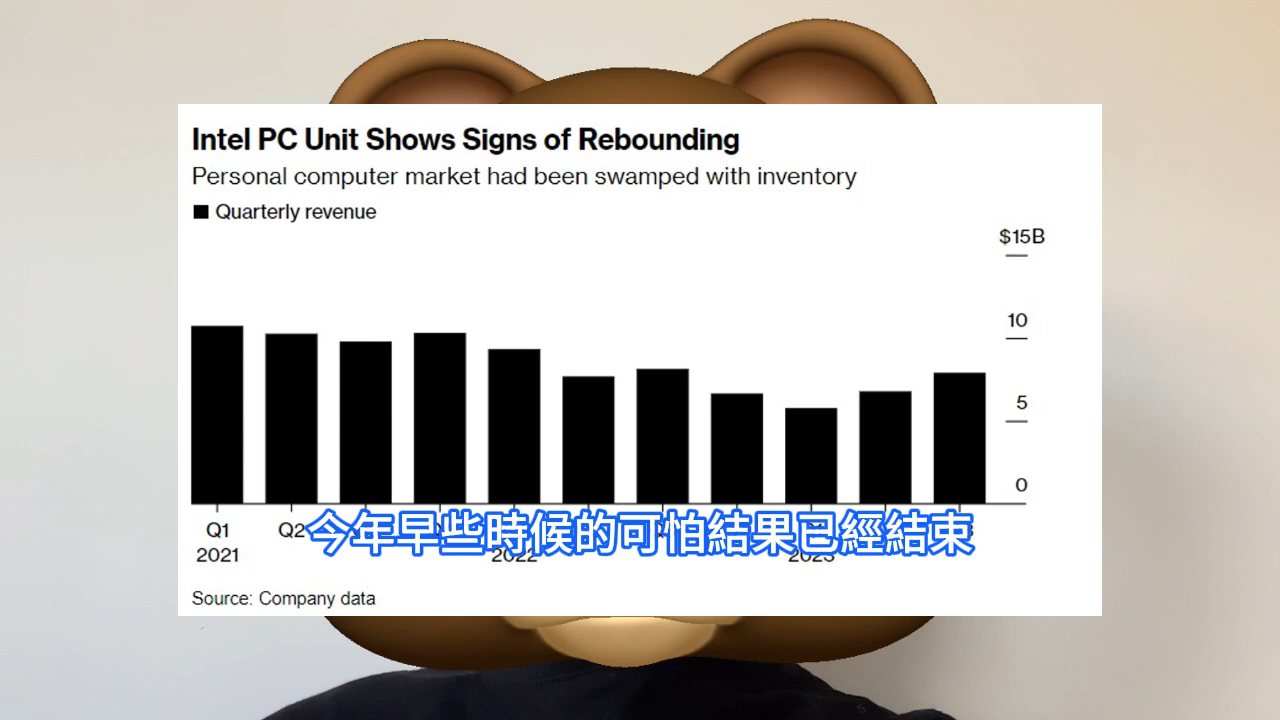 Intel PC Unit Shows Signs of Rebounding
Personal computer market had been swamped with inventory
Quarterly revenue
$15B
10
5
0
Q1
Q2
2021
2022
2023
今年早些時候的可怕結果已經結束
Source: Company data